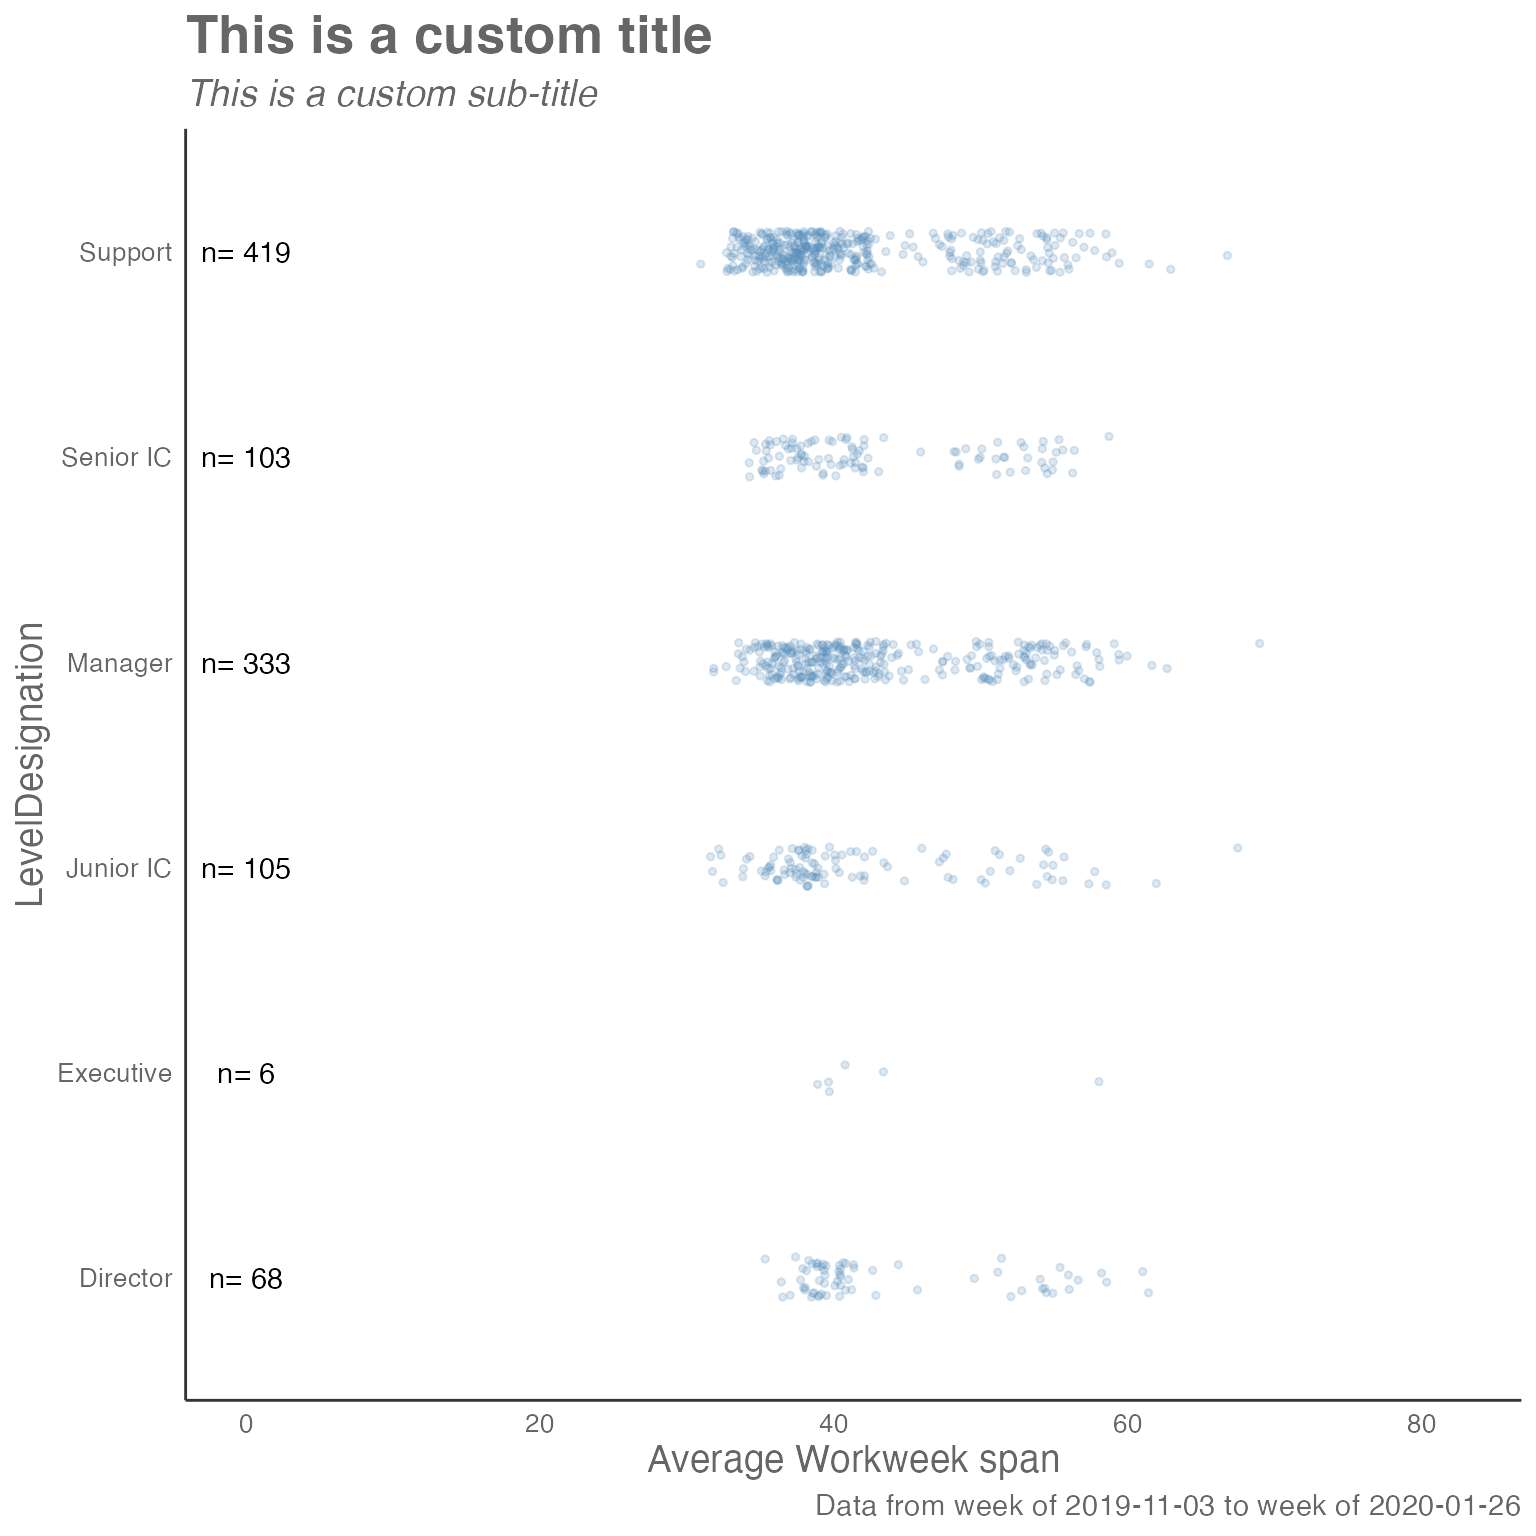 This is a custom title
This is a custom sub-title
LevelDesignation
Support n= 419
Senior IC n= 103
Manager n= 333
Junior IC n= 105
Executive n= 6
Director n= 68
0 20 40 60 80
Average Workweek span
Data from week of 2019-11-03 to week of 2020-01-26